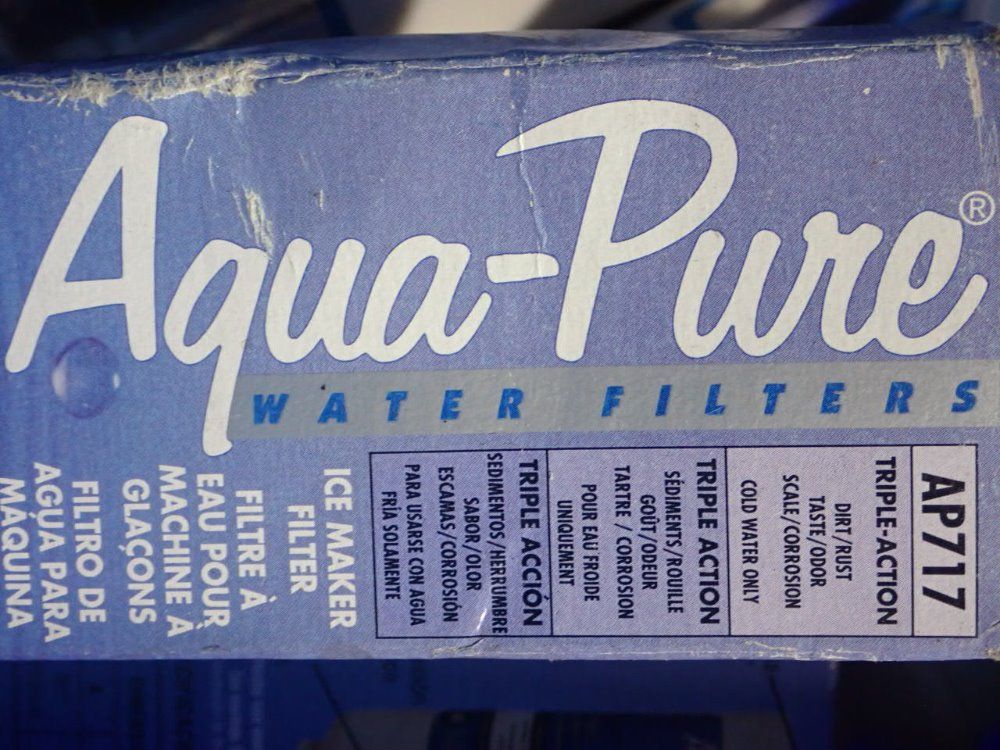 Aqua-Pure®
WATER FILTERS
AP717
TRIPLE-ACTION
DIRT/RUST
TASTE/ODOR
SCALE/CORROSION
COLD WATER ONLY
TRIPLE ACTION
SÉDIMENTS/ROUILLE
GOÛT/ODEUR
TARTRE / CORROSION
POUR EAU FROIDE
UNIQUEMENT
TRIPLE ACCIÓN
SEDIMENTOS/HERRUMBRE
SABOR/OLOR
ESCAMAS/CORROSIÓN
PARA USARSE CON AGUA
FRÍA SOLAMENTE
ICE MAKER
FILTER
FILTRE À
EAU POUR
MACHINE À
GLAÇONS
FILTRO DE
AGUA PARA
MÁQUINA